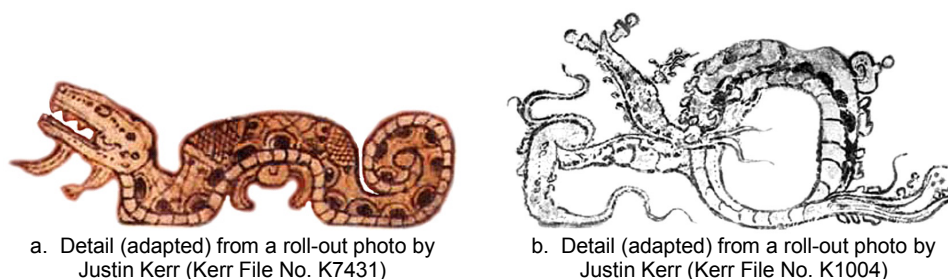 a. Detail (adapted) from a roll-out photo by
Justin Kerr (Kerr File No. K7431)
b. Detail (adapted) from a roll-out photo by
Justin Kerr (Kerr File No. K1004)